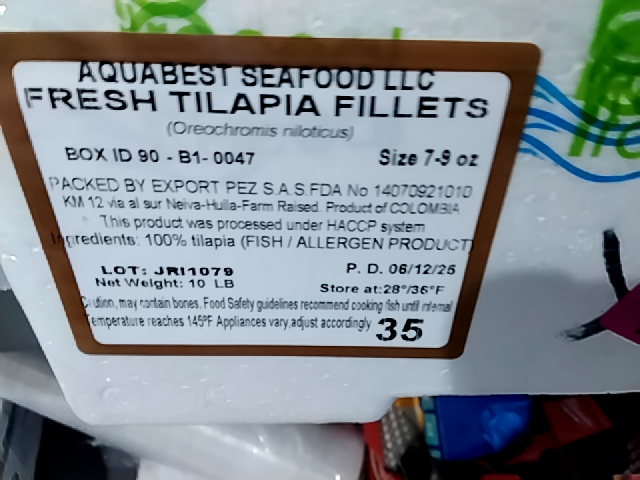 AQUABEST SEAFOOD LLC
FRESH TILAPIA FILLETS
(Oreochromis niloticus)
BOX ID 90 - B1- 0047 Size 7-9 oz
PACKED BY EXPORT PEZ S.A.S.FDA No 14070921010
KM 12 via al sur Neiva-Huila-Farm Raised. Product of COLOMBIA
This product was processed under HACCP system
Ingredients: 100% tilapia (FISH / ALLERGEN PRODUCT)
LOT: JRI1079 P. D. 06/12/25
Net Weight: 10 LB Store at:28°/36°F
Caution, may contain bones. Food Safety guidelines recommend cooking fish until internal
Temperature reaches 145ºF Appliances vary,adjust accordingly 35